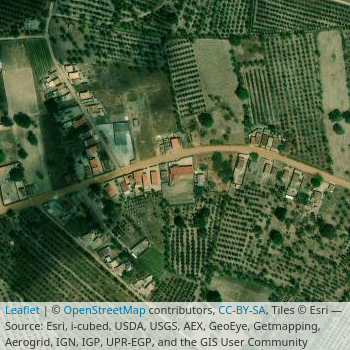 Leaflet | © OpenStreetMap contributors, CC-BY-SA, Tiles © Esri —
Source: Esri, i-cubed, USDA, USGS, AEX, GeoEye, Getmapping,
Aerogrid, IGN, IGP, UPR-EGP, and the GIS User Community